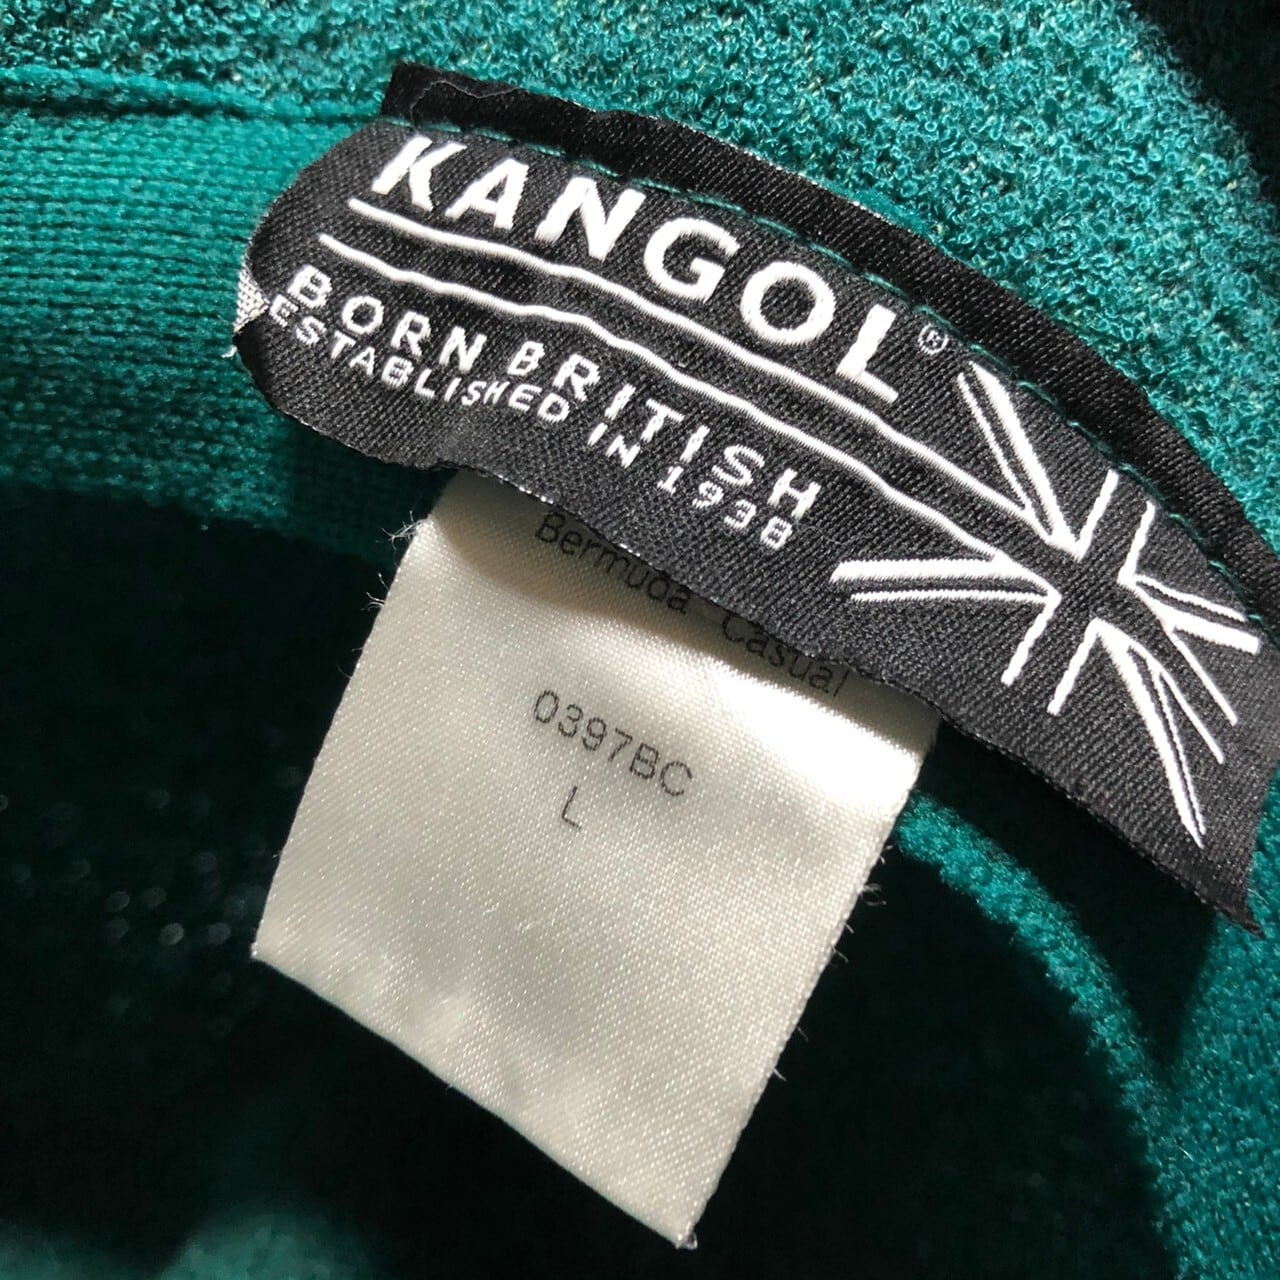 KANGOL®
BORN BRITISH
ESTABLISHED IN 1938
Bermuda Casual
0397BC
L